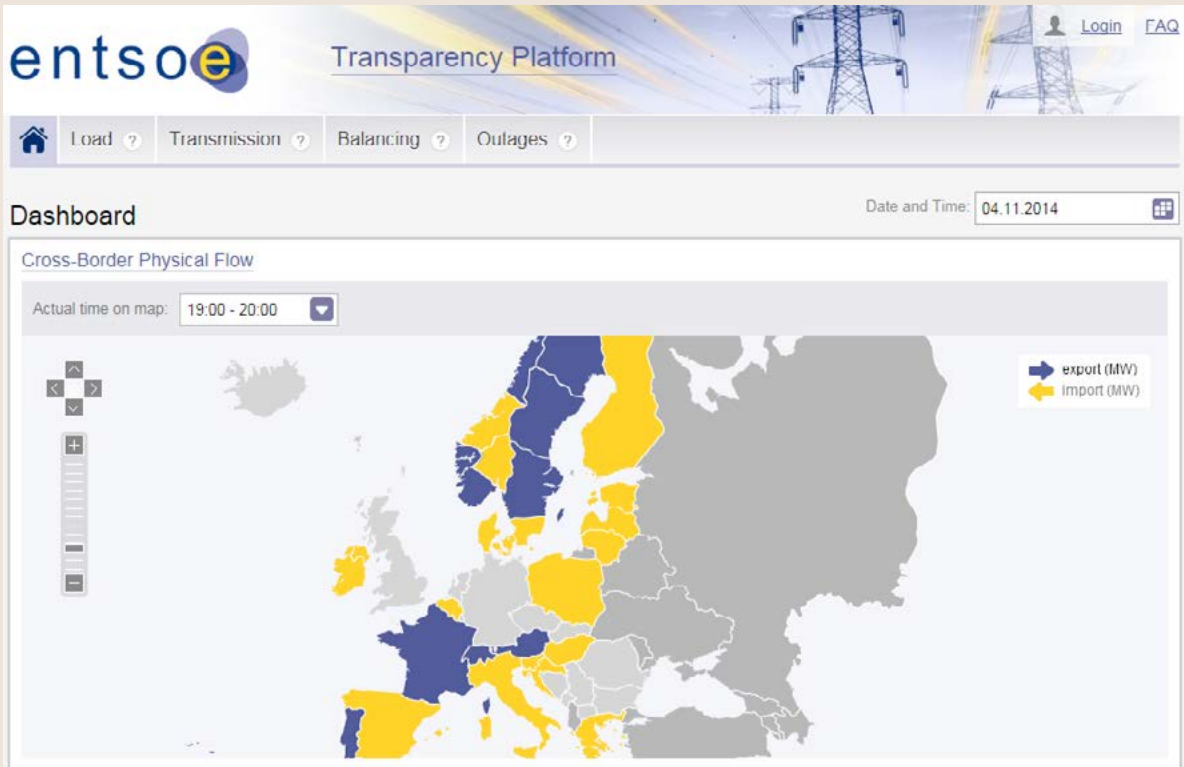 Login FAQ
entsoe
Transparency Platform
Load ? Transmission ? Balancing ? Outages ?
Dashboard
Date and Time: 04.11.2014
Cross-Border Physical Flow
Actual time on map: 19:00 - 20:00
export (MW)
import (MW)